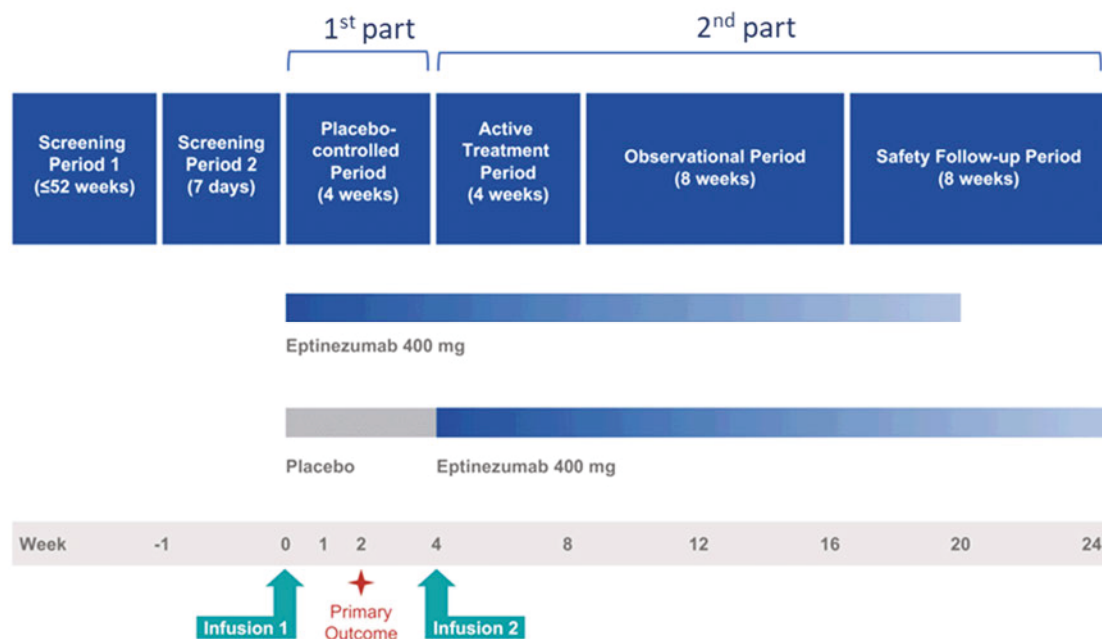 1st part
2nd part
Screening
Period 1
(≤52 weeks)
Screening
Period 2
(7 days)
Placebo-
controlled
Period
(4 weeks)
Active
Treatment
Period
(4 weeks)
Observational Period
(8 weeks)
Safety Follow-up Period
(8 weeks)
Eptinezumab 400 mg
Placebo
Eptinezumab 400 mg
Week -1 0 1 2 4 8 12 16 20 24
Infusion 1
Primary
Outcome
Infusion 2